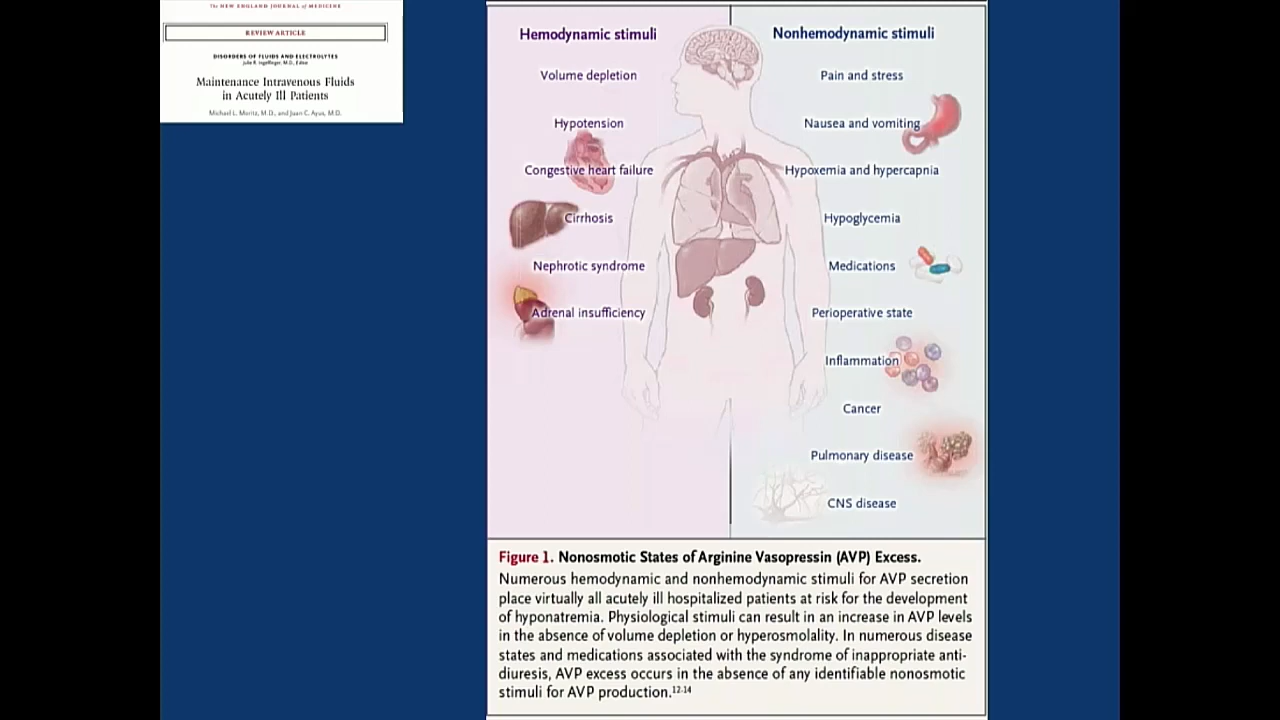 The NEW ENGLAND JOURNAL of MEDICINE
REVIEW ARTICLE
DISORDERS OF FLUIDS AND ELECTROLYTES
Julie R. Ingelfinger, M.D., Editor
Maintenance Intravenous Fluids
in Acutely Ill Patients
Michael L. Moritz, M.D., and Juan C. Ayus, M.D.
Hemodynamic stimuli
Volume depletion
Hypotension
Congestive heart failure
Cirrhosis
Nephrotic syndrome
Adrenal insufficiency
Nonhemodynamic stimuli
Pain and stress
Nausea and vomiting
Hypoxemia and hypercapnia
Hypoglycemia
Medications
Perioperative state
Inflammation
Cancer
Pulmonary disease
CNS disease
Figure 1. Nonosmotic States of Arginine Vasopressin (AVP) Excess.
Numerous hemodynamic and nonhemodynamic stimuli for AVP secretion
place virtually all acutely ill hospitalized patients at risk for the development
of hyponatremia. Physiological stimuli can result in an increase in AVP levels
in the absence of volume depletion or hyperosmolality. In numerous disease
states and medications associated with the syndrome of inappropriate anti-
diuresis, AVP excess occurs in the absence of any identifiable nonosmotic
stimuli for AVP production.12-14